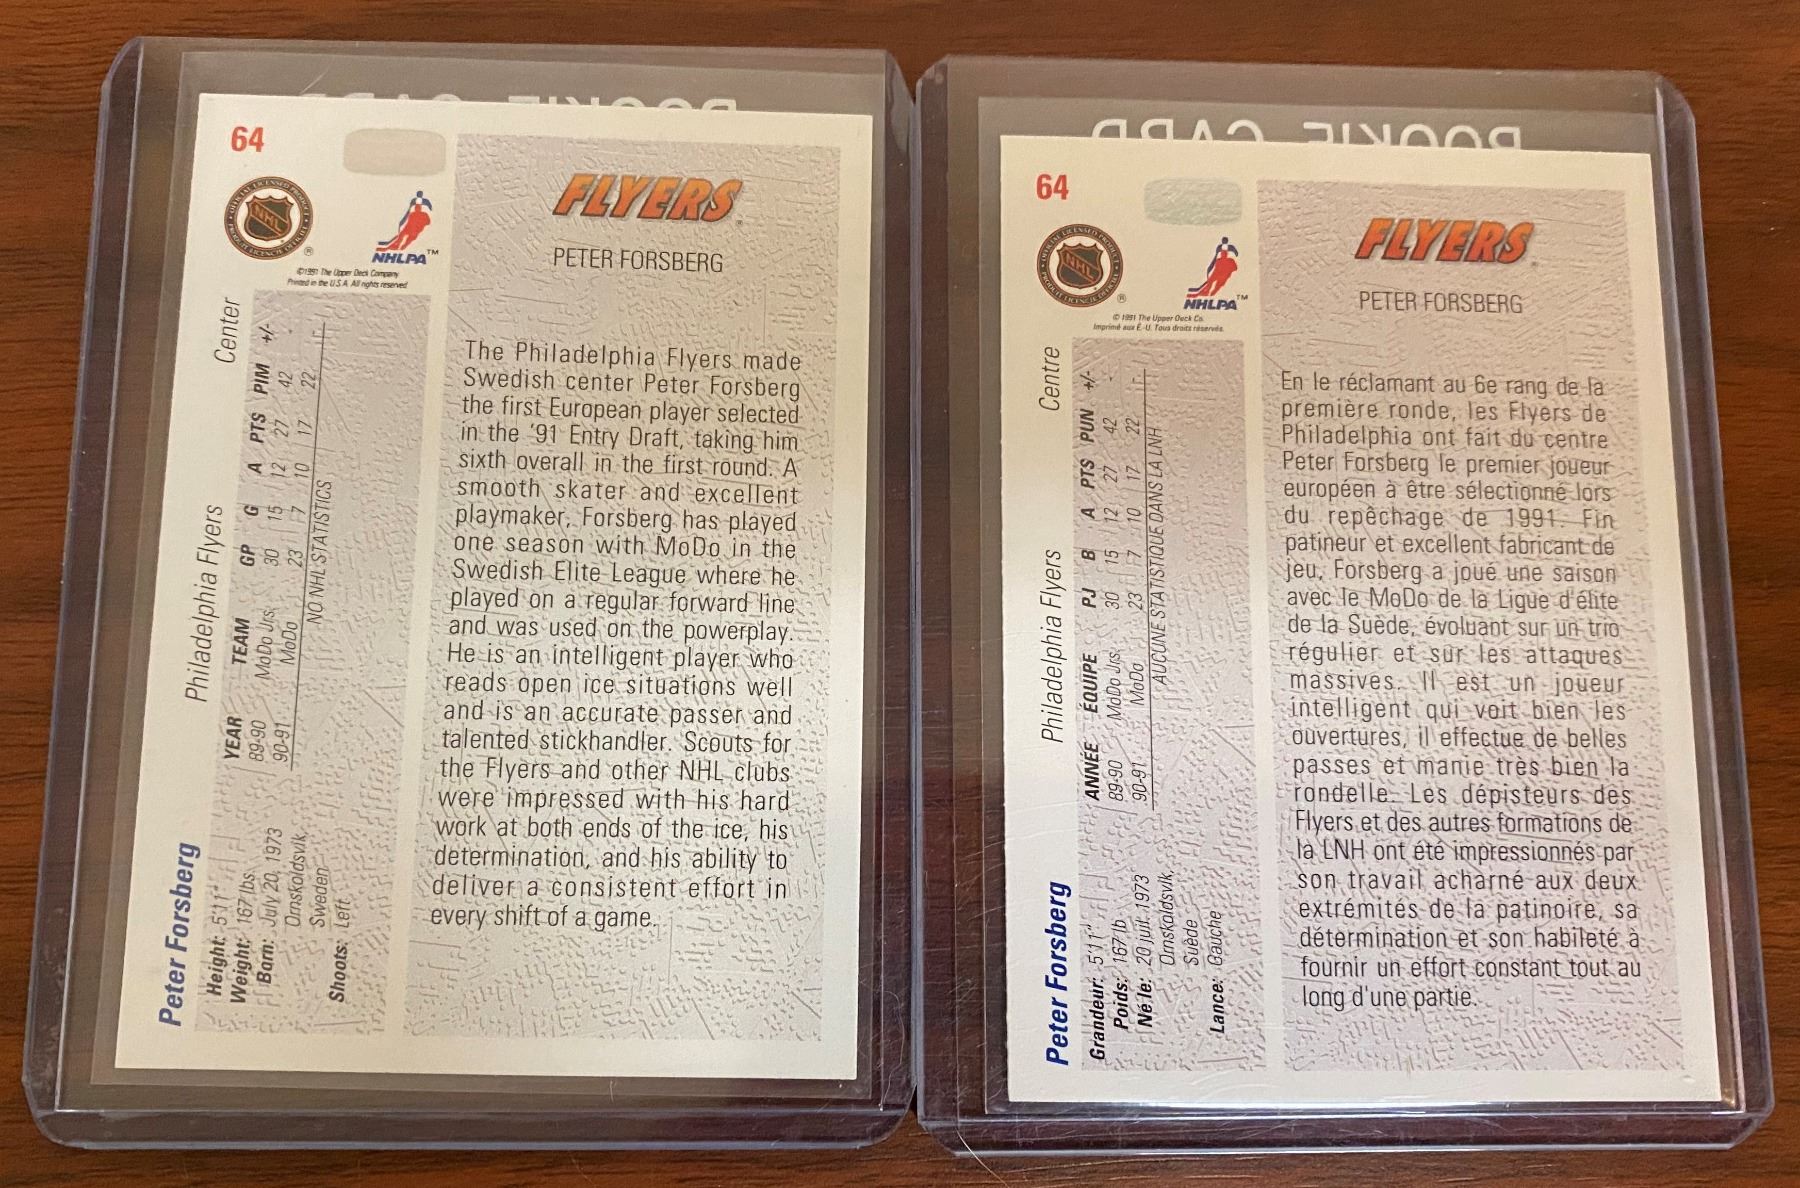 ROOKIE CARD
64
NHL
®
NHLPA™
©1991 The Upper Deck Company
Printed in the U.S.A. All rights reserved
Peter Forsberg
Philadelphia Flyers
Center
Height: 5'11"
Weight: 167 lbs.
Born: July 20, 1973
Ornskoldsvik,
Sweden
Shoots: Left
YEAR TEAM GP G A PTS PIM +/-
89-90 MoDo Jrs. 30 15 12 27 42 -
90-91 MoDo 23 7 10 17 22 -
NO NHL STATISTICS
FLYERS
PETER FORSBERG
The Philadelphia Flyers made
Swedish center Peter Forsberg
the first European player selected
in the '91 Entry Draft, taking him
sixth overall in the first round. A
smooth skater and excellent
playmaker, Forsberg has played
one season with MoDo in the
Swedish Elite League where he
played on a regular forward line
and was used on the powerplay.
He is an intelligent player who
reads open ice situations well
and is an accurate passer and
talented stickhandler. Scouts for
the Flyers and other NHL clubs
were impressed with his hard
work at both ends of the ice, his
determination, and his ability to
deliver a consistent effort in
every shift of a game.
ROOKIE CARD
64
NHL
®
NHLPA™
© 1991 The Upper Deck Co.
Imprimé aux É.-U. Tous droits réservés.
Peter Forsberg
Philadelphia Flyers
Centre
Grandeur: 5'11"
Poids: 167 lb
Né le: 20 juil. 1973
Ornskoldsvik,
Suède
Lance: Gauche
ANNÉE ÉQUIPE PJ B A PTS PUN +/-
89-90 MoDo Jrs. 30 15 12 27 42 -
90-91 MoDo 23 7 10 17 22 -
AUCUNE STATISTIQUE DANS LA LNH
FLYERS
PETER FORSBERG
En le réclamant au 6e rang de la
première ronde, les Flyers de
Philadelphia ont fait du centre
Peter Forsberg le premier joueur
européen à être sélectionné lors
du repêchage de 1991. Fin
patineur et excellent fabricant de
jeu, Forsberg a joué une saison
avec le MoDo de la Ligue d'élite
de la Suède, évoluant sur un trio
régulier et sur les attaques
massives. Il est un joueur
intelligent qui voit bien les
ouvertures, il effectue de belles
passes et manie très bien la
rondelle. Les dépisteurs des
Flyers et des autres formations de
la LNH ont été impressionnés par
son travail acharné aux deux
extrémités de la patinoire, sa
détermination et son habileté à
fournir un effort constant tout au
long d'une partie.